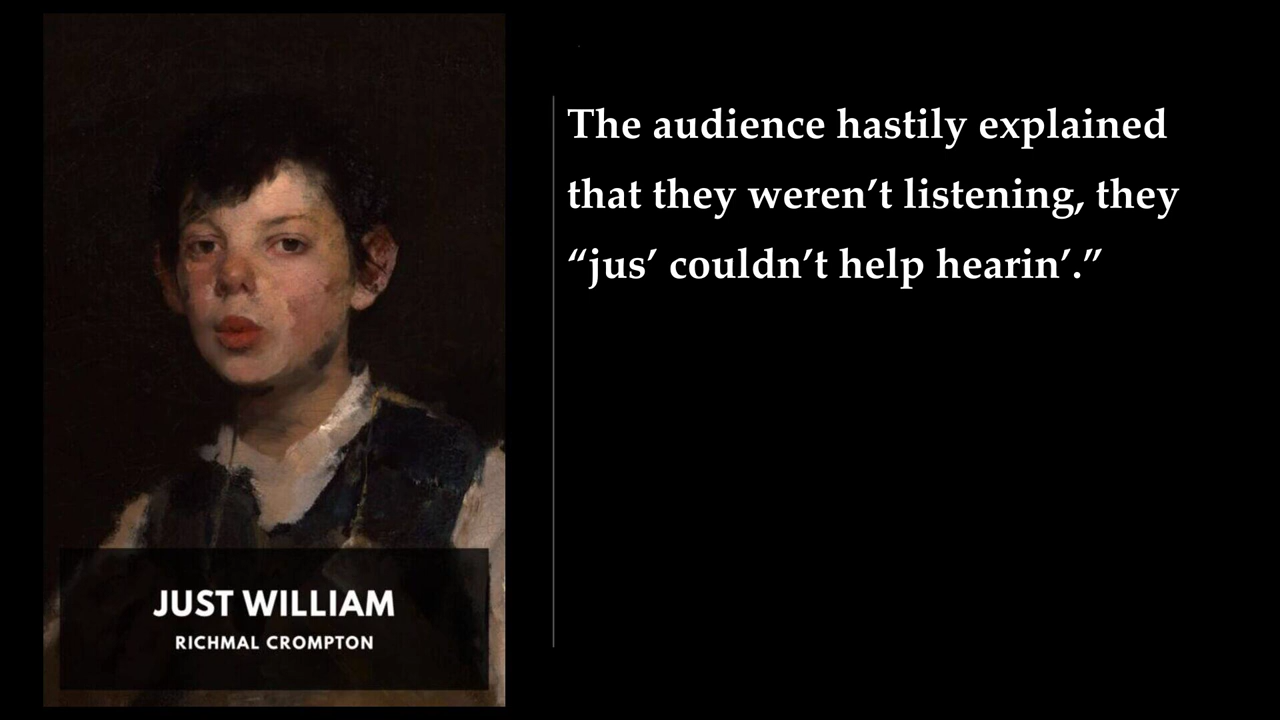 The audience hastily explained
that they weren’t listening, they
“jus’ couldn’t help hearin’.”
JUST WILLIAM
RICHMAL CROMPTON